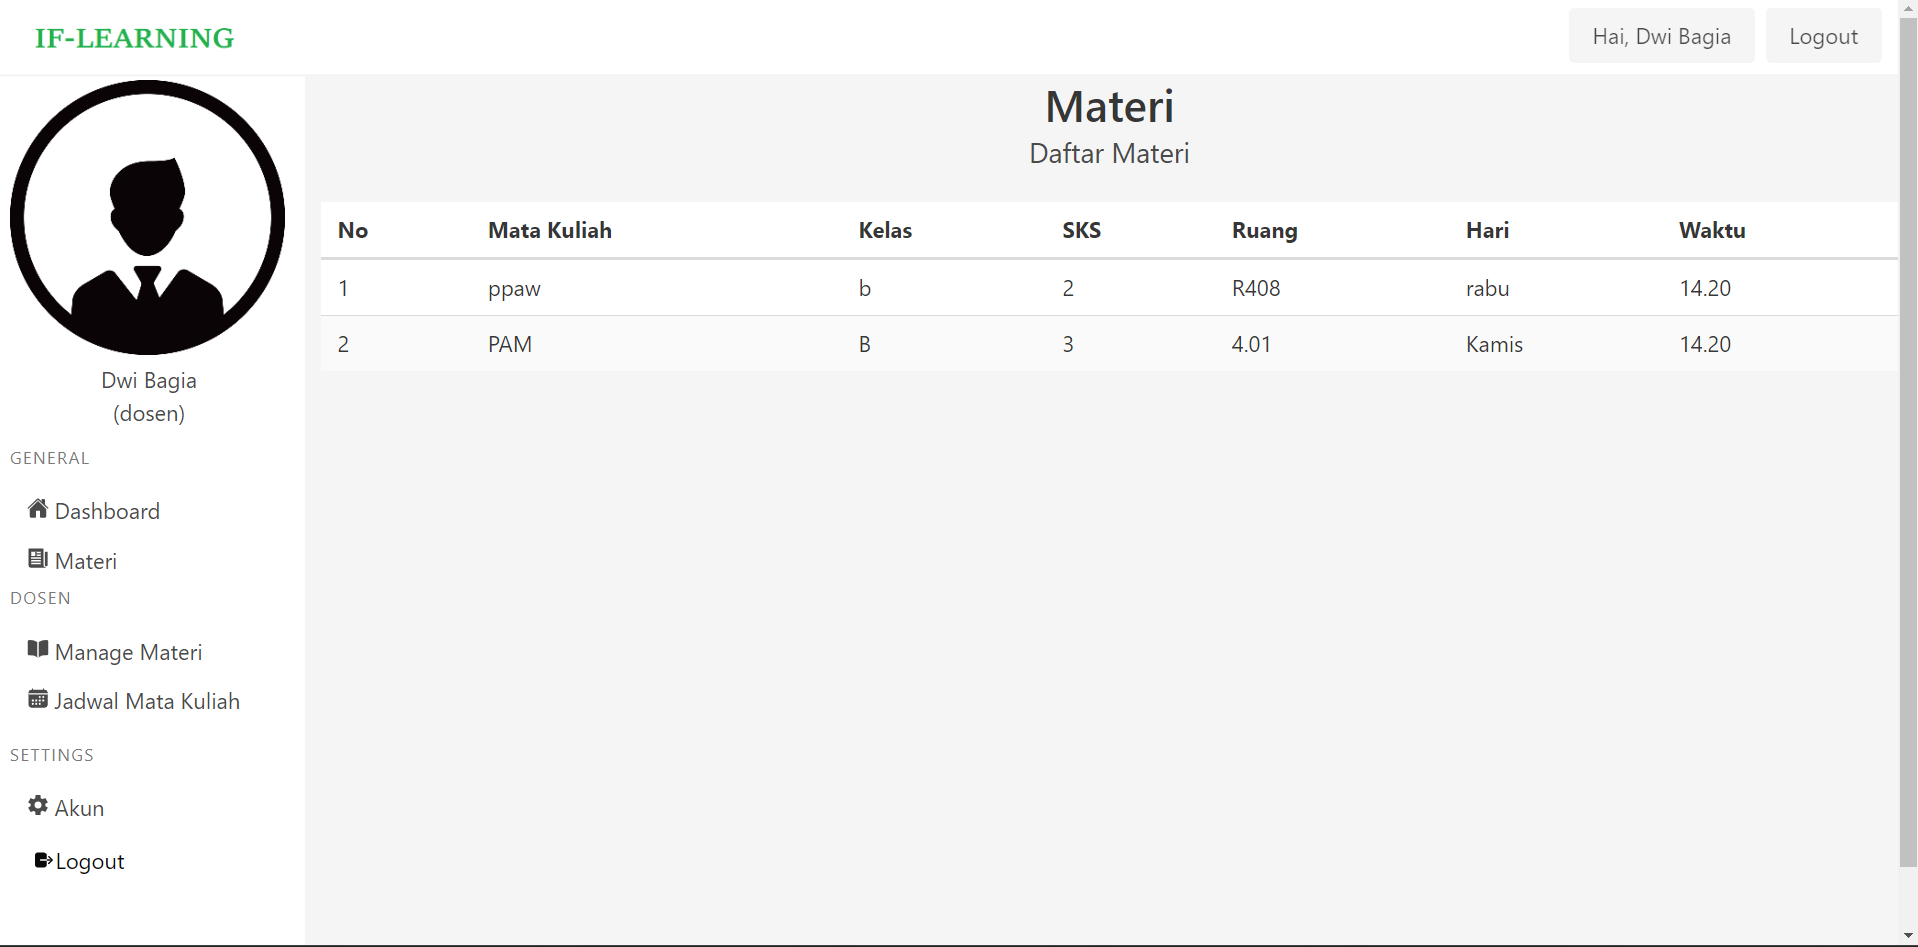 IF-LEARNING
Hai, Dwi Bagia
Logout
Dwi Bagia
(dosen)
GENERAL
Dashboard
Materi
DOSEN
Manage Materi
Jadwal Mata Kuliah
SETTINGS
Akun
Logout
Materi
Daftar Materi
No Mata Kuliah Kelas SKS Ruang Hari Waktu
1 ppaw b 2 R408 rabu 14.20
2 PAM B 3 4.01 Kamis 14.20